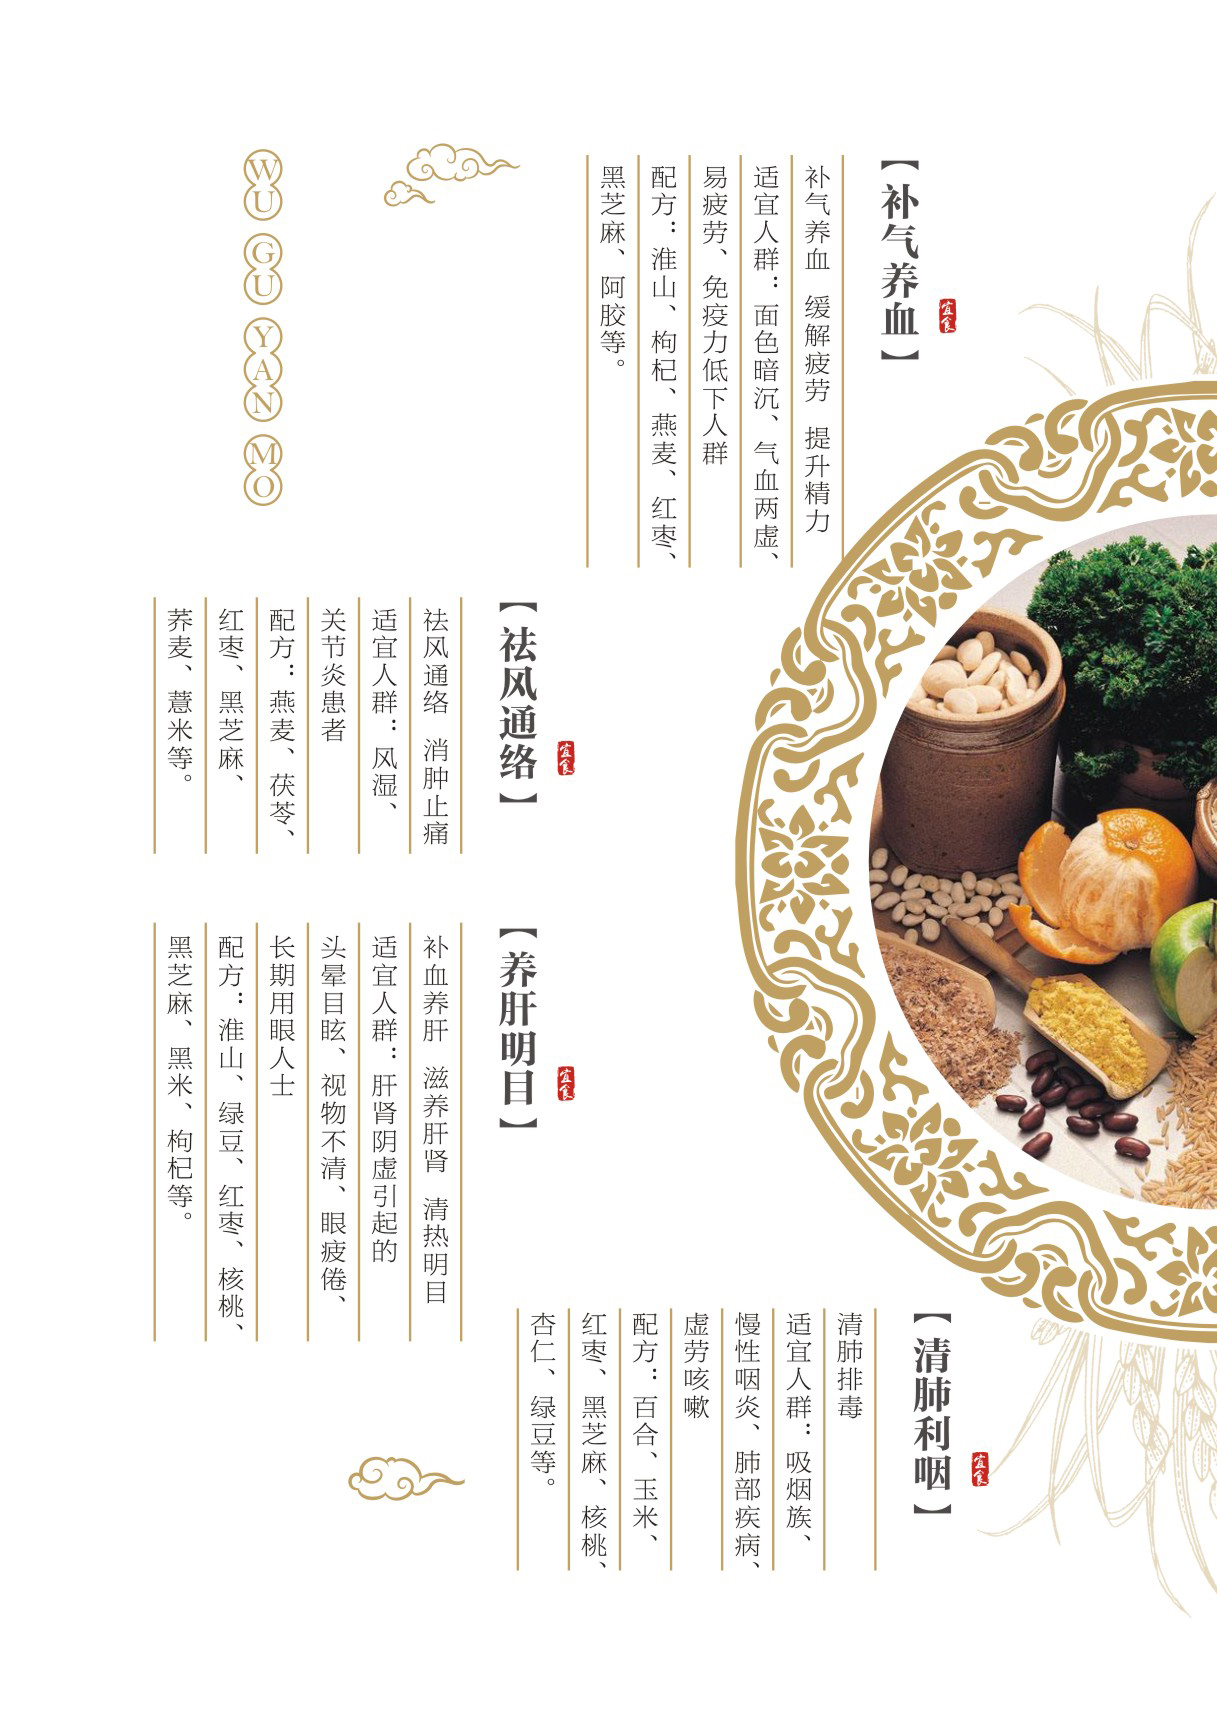 【补气养血】
宜食
补气养血 缓解疲劳 提升精力
适宜人群：面色暗沉、气血两虚、
易疲劳、免疫力低下人群
配方：淮山、枸杞、燕麦、红枣、
黑芝麻、阿胶等。
WU GU YAN MO
【祛风通络】
宜食
祛风通络 消肿止痛
适宜人群：风湿、
关节炎患者
配方：燕麦、茯苓、
红枣、黑芝麻、
荞麦、薏米等。
【养肝明目】
宜食
补血养肝 滋养肝肾 清热明目
适宜人群：肝肾阴虚引起的
头晕目眩、视物不清、眼疲倦、
长期用眼人士
配方：淮山、绿豆、红枣、核桃、
黑芝麻、黑米、枸杞等。
【清肺利咽】
宜食
清肺排毒
适宜人群：吸烟族、
慢性咽炎、肺部疾病、
虚劳咳嗽
配方：百合、玉米、
红枣、黑芝麻、核桃、
杏仁、绿豆等。